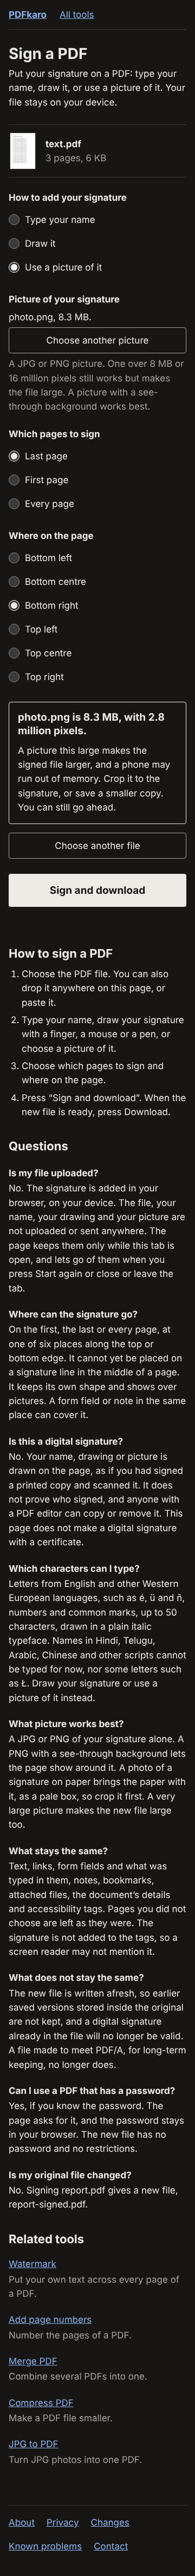 PDFkaro All tools
Sign a PDF
Put your signature on a PDF: type your
name, draw it, or use a picture of it. Your
file stays on your device.
text.pdf
3 pages, 6 KB
How to add your signature
Type your name
Draw it
Use a picture of it
Picture of your signature
photo.png, 8.3 MB.
Choose another picture
A JPG or PNG picture. One over 8 MB or
16 million pixels still works but makes
the file large. A picture with a see-
through background works best.
Which pages to sign
Last page
First page
Every page
Where on the page
Bottom left
Bottom centre
Bottom right
Top left
Top centre
Top right
photo.png is 8.3 MB, with 2.8
million pixels.
A picture this large makes the
signed file larger, and a phone may
run out of memory. Crop it to the
signature, or save a smaller copy.
You can still go ahead.
Choose another file
Sign and download
How to sign a PDF
1. Choose the PDF file. You can also
drop it anywhere on this page, or
paste it.
2. Type your name, draw your signature
with a finger, a mouse or a pen, or
choose a picture of it.
3. Choose which pages to sign and
where on the page.
4. Press “Sign and download”. When the
new file is ready, press Download.
Questions
Is my file uploaded?
No. The signature is added in your
browser, on your device. The file, your
name, your drawing and your picture are
not uploaded or sent anywhere. The
page keeps them only while this tab is
open, and lets go of them when you
press Start again or close or leave the
tab.
Where can the signature go?
On the first, the last or every page, at
one of six places along the top or
bottom edge. It cannot yet be placed on
a signature line in the middle of a page.
It keeps its own shape and shows over
pictures. A form field or note in the same
place can cover it.
Is this a digital signature?
No. Your name, drawing or picture is
drawn on the page, as if you had signed
a printed copy and scanned it. It does
not prove who signed, and anyone with
a PDF editor can copy or remove it. This
page does not make a digital signature
with a certificate.
Which characters can I type?
Letters from English and other Western
European languages, such as é, ü and ñ,
numbers and common marks, up to 50
characters, drawn in a plain italic
typeface. Names in Hindi, Telugu,
Arabic, Chinese and other scripts cannot
be typed for now, nor some letters such
as Ł. Draw your signature or use a
picture of it instead.
What picture works best?
A JPG or PNG of your signature alone. A
PNG with a see-through background lets
the page show around it. A photo of a
signature on paper brings the paper with
it, as a pale box, so crop it first. A very
large picture makes the new file large
too.
What stays the same?
Text, links, form fields and what was
typed in them, notes, bookmarks,
attached files, the document’s details
and accessibility tags. Pages you did not
choose are left as they were. The
signature is not added to the tags, so a
screen reader may not mention it.
What does not stay the same?
The new file is written afresh, so earlier
saved versions stored inside the original
are not kept, and a digital signature
already in the file will no longer be valid.
A file made to meet PDF/A, for long-term
keeping, no longer does.
Can I use a PDF that has a password?
Yes, if you know the password. The
page asks for it, and the password stays
in your browser. The new file has no
password and no restrictions.
Is my original file changed?
No. Signing report.pdf gives a new file,
report-signed.pdf.
Related tools
Watermark
Put your own text across every page of
a PDF.
Add page numbers
Number the pages of a PDF.
Merge PDF
Combine several PDFs into one.
Compress PDF
Make a PDF file smaller.
JPG to PDF
Turn JPG photos into one PDF.
About Privacy Changes
Known problems Contact